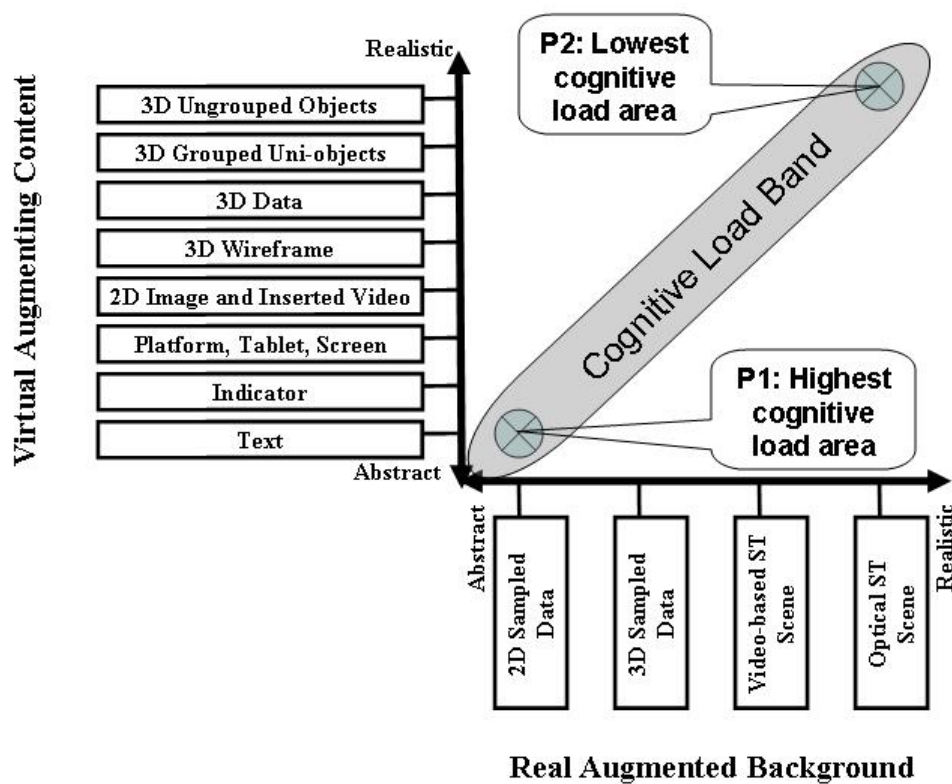 Virtual Augmenting Content
Realistic
3D Ungrouped Objects
3D Grouped Uni-objects
3D Data
3D Wireframe
2D Image and Inserted Video
Platform, Tablet, Screen
Indicator
Text
Abstract
P2: Lowest
cognitive
load area
Cognitive Load Band
P1: Highest
cognitive
load area
Abstract
2D Sampled
Data
3D Sampled
Data
Video-based ST
Scene
Optical ST
Scene
Realistic
Real Augmented Background